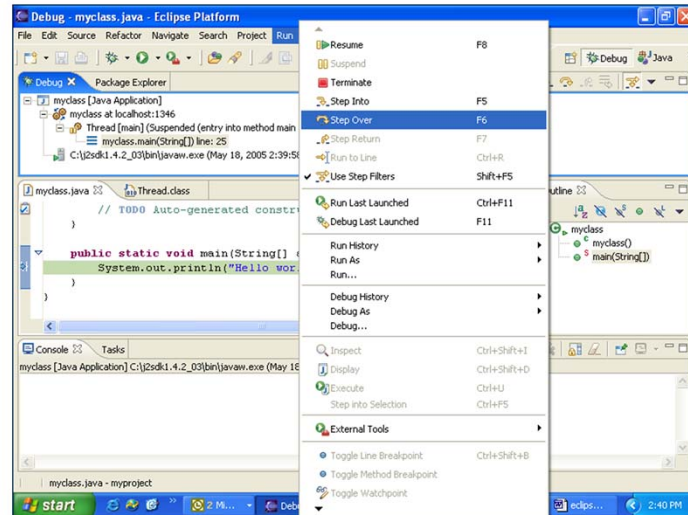 Debug - myclass.java - Eclipse Platform
File Edit Source Refactor Navigate Search Project Run
Debug Java
Debug Package Explorer
myclass [Java Application]
myclass at localhost:1346
Thread [main] (Suspended (entry into method main
myclass.main(String[]) line: 25
C:\j2sdk1.4.2_03\bin\javaw.exe (May 18, 2005 2:39:58
myclass.java Thread.class
// TODO Auto-generated constru
}
public static void main(String[]
System.out.println("Hello wor
}
}
Console Tasks
myclass [Java Application] C:\j2sdk1.4.2_03\bin\javaw.exe (May 18
myclass.java - myproject
Resume F8
Suspend
Terminate
Step Into F5
Step Over F6
Step Return F7
Run to Line Ctrl+R
Use Step Filters Shift+F5
Run Last Launched Ctrl+F11
Debug Last Launched F11
Run History
Run As
Run...
Debug History
Debug As
Debug...
Inspect Ctrl+Shift+I
Display Ctrl+Shift+D
Execute Ctrl+U
Step into Selection Ctrl+F5
External Tools
Toggle Line Breakpoint Ctrl+Shift+B
Toggle Method Breakpoint
Toggle Watchpoint
utline
myclass
myclass()
main(String[])
start 2 Mi... Deb eclips... 2:40 PM